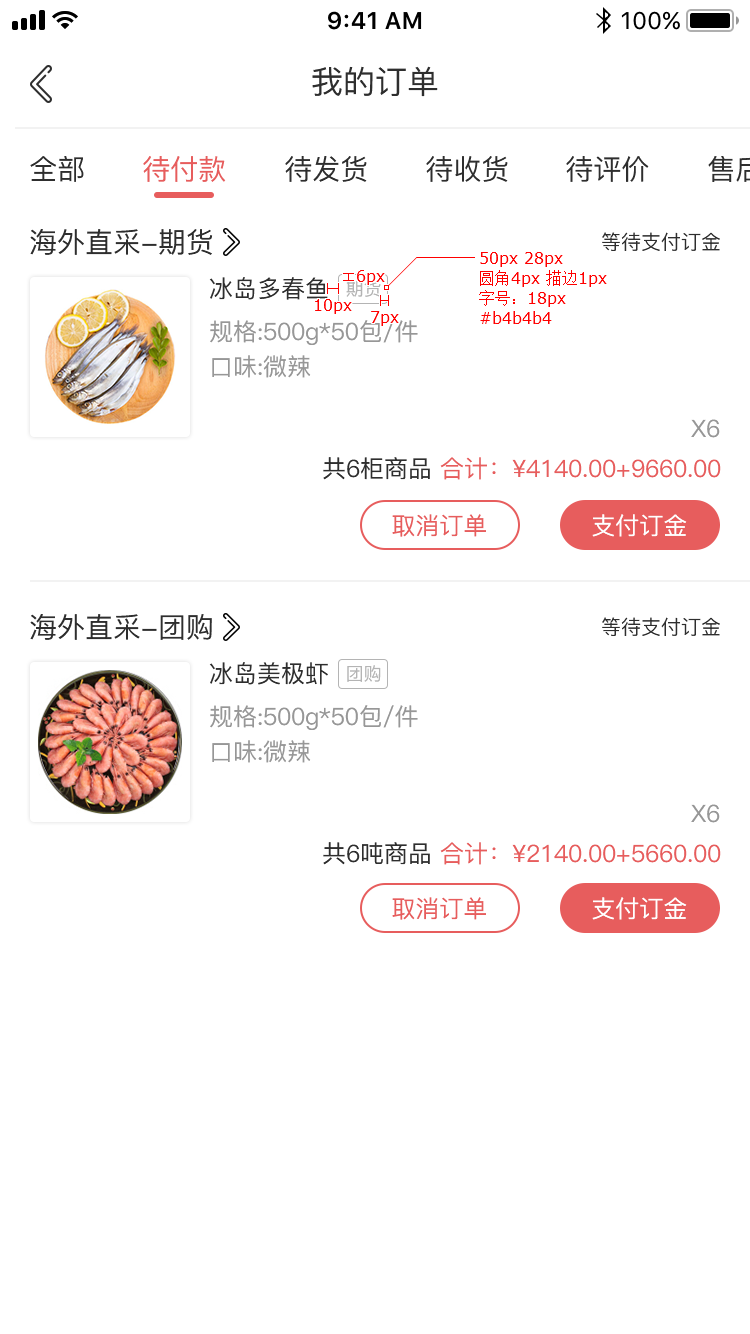 9:41 AM
100%
我的订单
全部 待付款 待发货 待收货 待评价 售后
海外直采–期货 等待支付订金
冰岛多春鱼 期货
6px
10px
7px
50px 28px
圆角4px 描边1px
字号：18px
#b4b4b4
规格:500g*50包/件
口味:微辣
X6
共6柜商品 合计：¥4140.00+9660.00
取消订单 支付订金
海外直采–团购 等待支付订金
冰岛美极虾 团购
规格:500g*50包/件
口味:微辣
X6
共6吨商品 合计：¥2140.00+5660.00
取消订单 支付订金